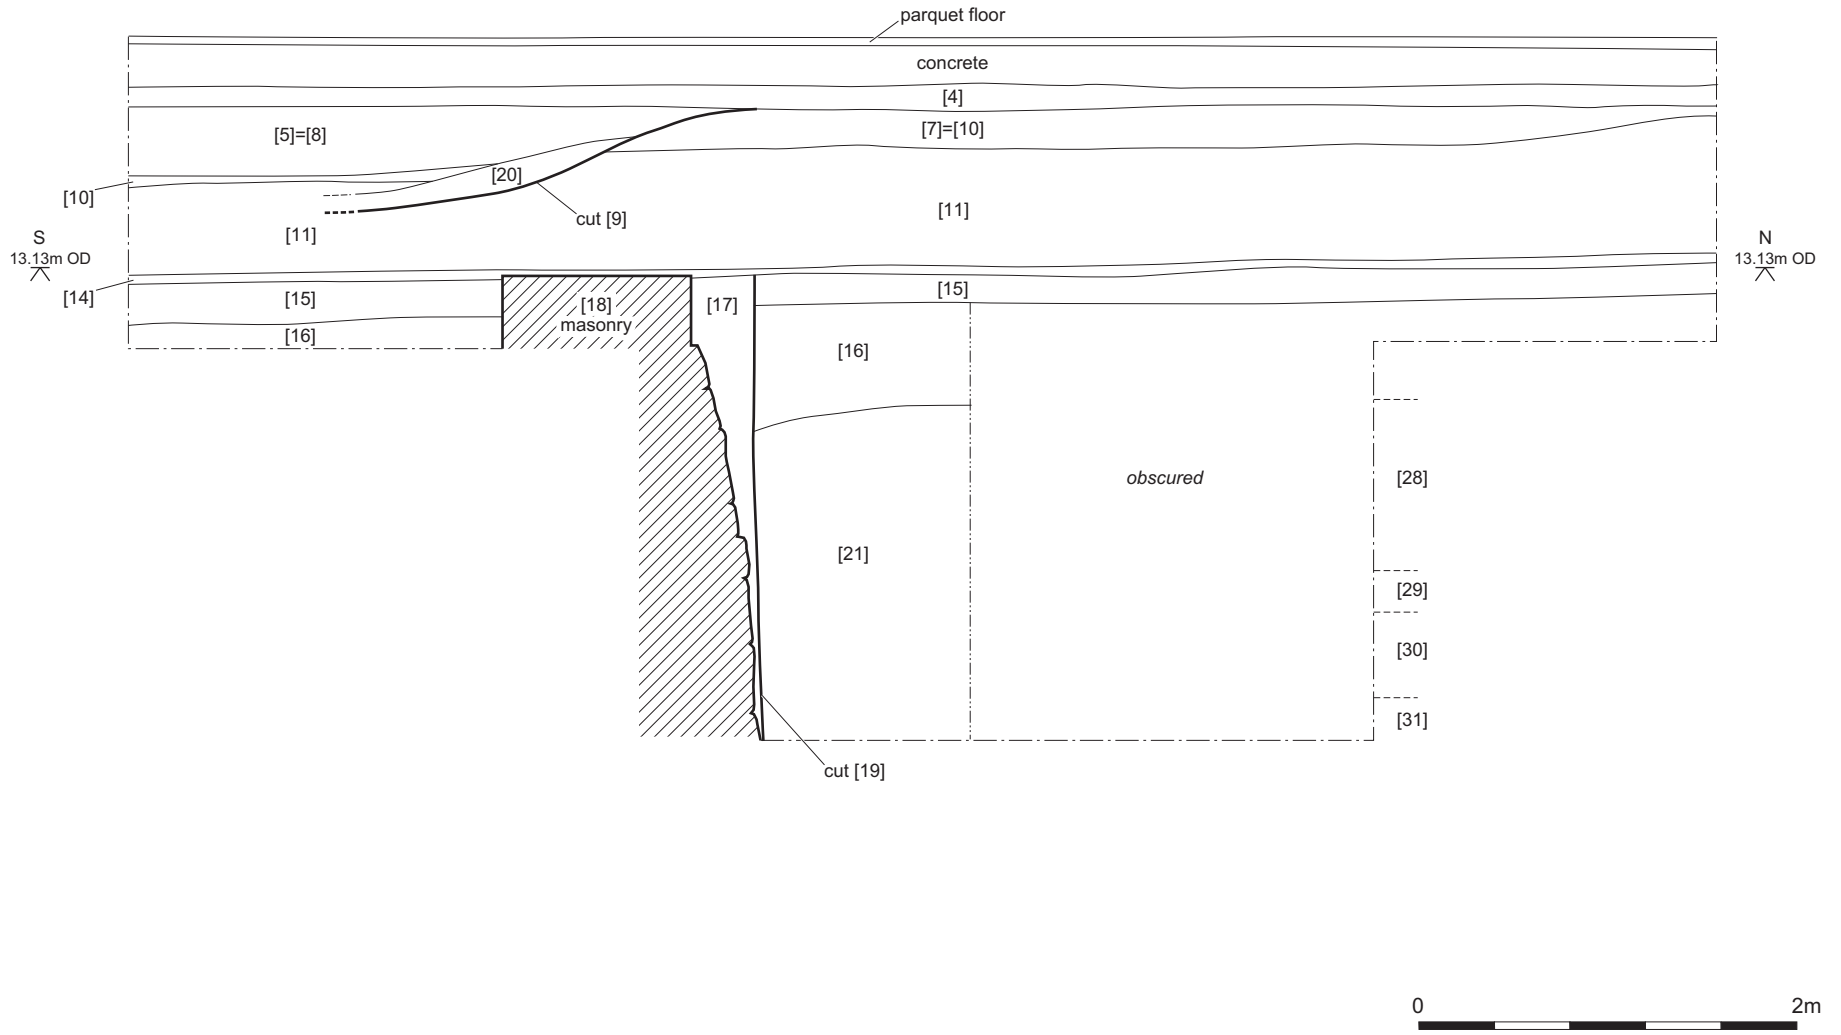 parquet floor
concrete
[4]
[5]=[8]
[7]=[10]
[20]
[10]
cut [9]
[11]
[11]
S
13.13m OD
N
13.13m OD
[14]
[15]
[18]
masonry
[17]
[15]
[16]
[16]
obscured
[28]
[21]
[29]
[30]
[31]
cut [19]
0
2m